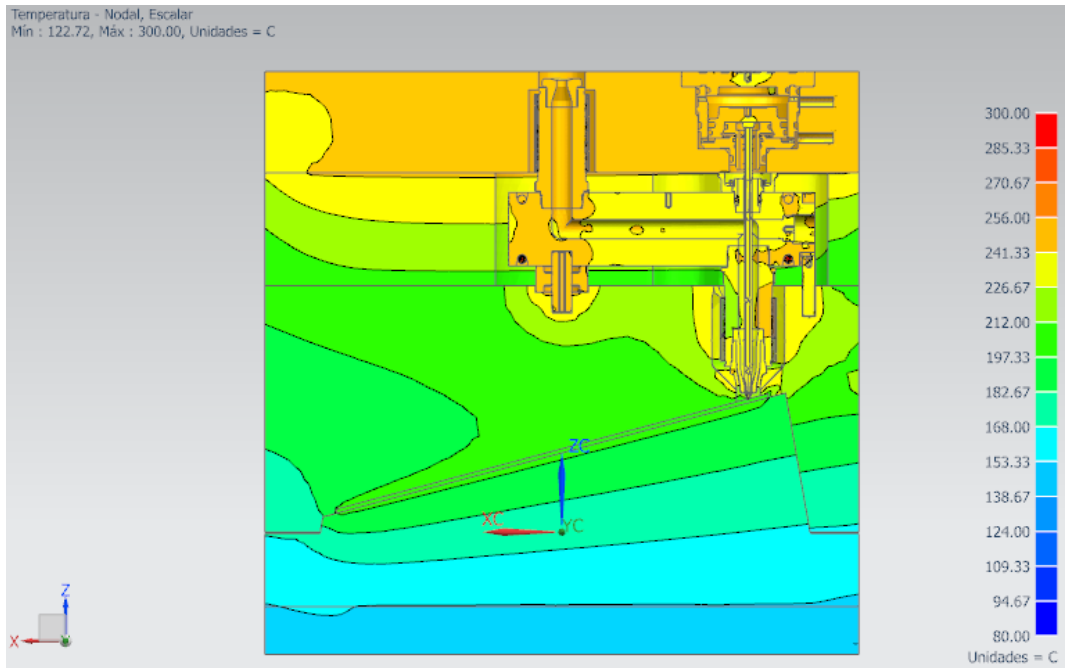 Temperatura - Nodal, Escalar
Mín : 122.72, Máx : 300.00, Unidades = C
300.00
285.33
270.67
256.00
241.33
226.67
212.00
197.33
182.67
168.00
153.33
138.67
124.00
109.33
94.67
80.00
Unidades = C
ZC
XC
YC
Z
X